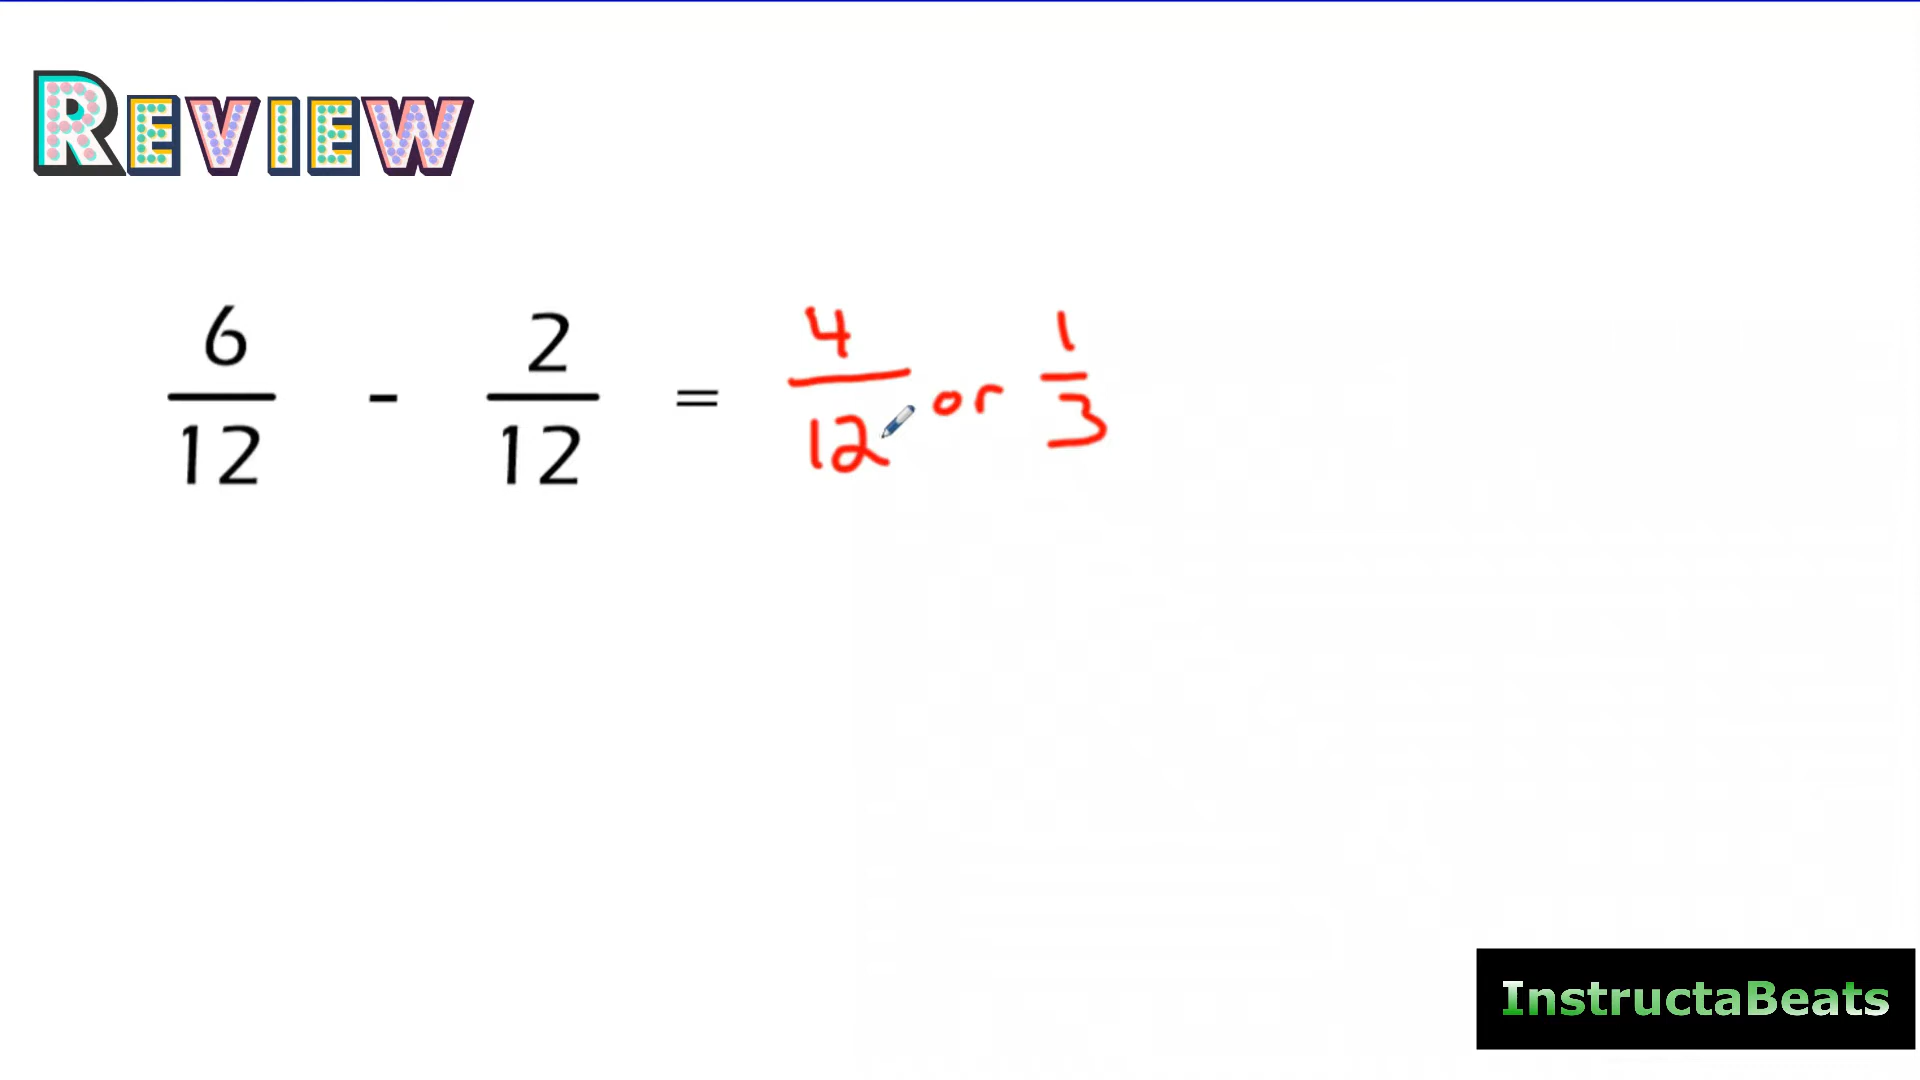 REVIEW
6/12 - 2/12 = 4/12 or 1/3
InstructaBeats